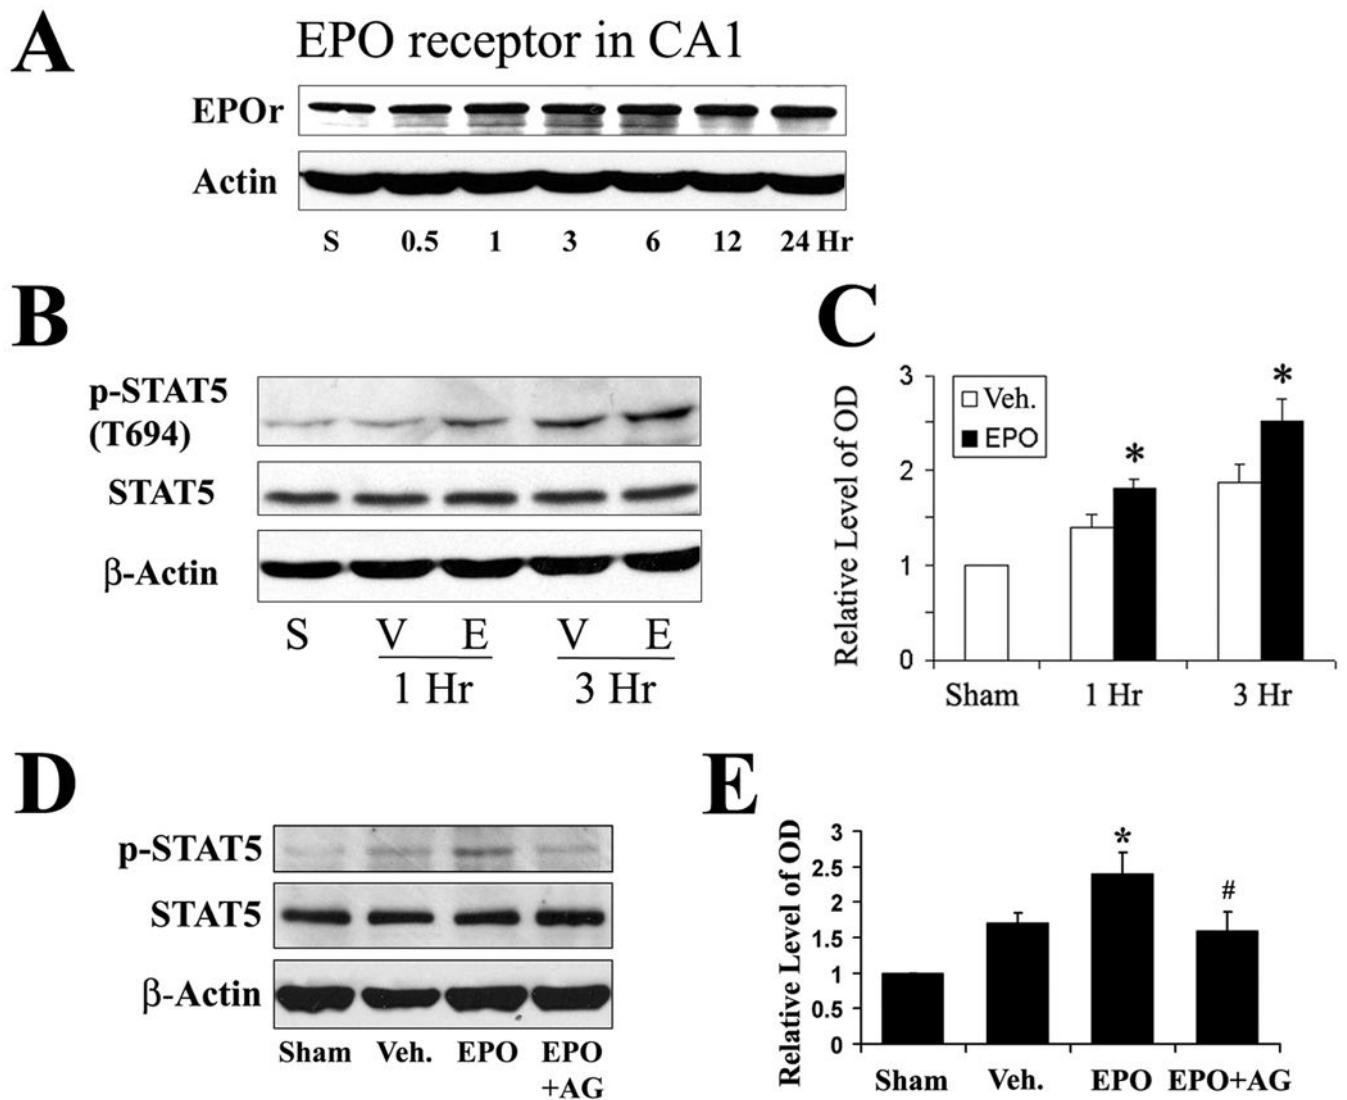 A
EPO receptor in CA1
EPOr
Actin
S 0.5 1 3 6 12 24 Hr
B
p-STAT5
(T694)
STAT5
β-Actin
S V E V E
1 Hr 3 Hr
C
Relative Level of OD
3
2
1
0
Veh.
EPO
*
*
Sham 1 Hr 3 Hr
D
p-STAT5
STAT5
β-Actin
Sham Veh. EPO EPO
+AG
E
Relative Level of OD
3
2.5
2
1.5
1
0.5
0
*
#
Sham Veh. EPO EPO+AG